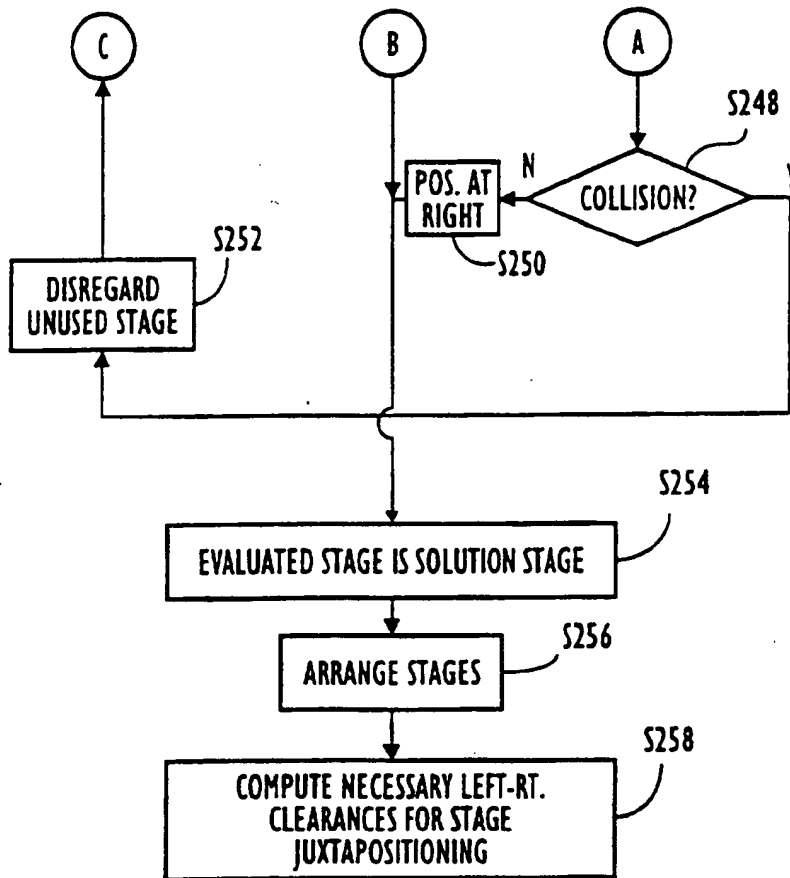 C
B
A
S248
N
Y
POS. AT
RIGHT
COLLISION?
S250
S252
DISREGARD
UNUSED STAGE
S254
EVALUATED STAGE IS SOLUTION STAGE
S256
ARRANGE STAGES
S258
COMPUTE NECESSARY LEFT-RT.
CLEARANCES FOR STAGE
JUXTAPOSITIONING